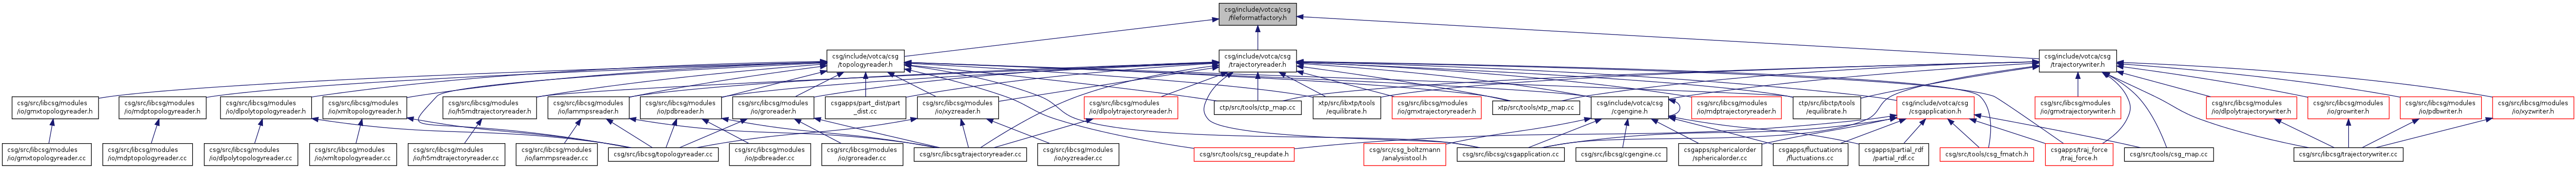 csg/include/votca/csg
/fileformatfactory.h
csg/include/votca/csg
/topologyreader.h
csg/include/votca/csg
/trajectoryreader.h
csg/include/votca/csg
/trajectorywriter.h
csg/src/libcsg/modules
/io/gmxtopologyreader.h
csg/src/libcsg/modules
/io/mdptopologyreader.h
csg/src/libcsg/modules
/io/dlpolytopologyreader.h
csg/src/libcsg/modules
/io/xmltopologyreader.h
csg/src/libcsg/modules
/io/h5mdtrajectoryreader.h
csg/src/libcsg/modules
/io/lammpsreader.h
csg/src/libcsg/modules
/io/pdbreader.h
csg/src/libcsg/modules
/io/groreader.h
csgapps/part_dist/part
_dist.cc
csg/src/libcsg/modules
/io/xyzreader.h
csg/src/libcsg/modules
/io/dlpolytrajectoryreader.h
ctp/src/tools/ctp_map.cc
xtp/src/libxtp/tools
/equilibrate.h
csg/src/libcsg/modules
/io/gmxtrajectoryreader.h
xtp/src/tools/xtp_map.cc
csg/include/votca/csg
/cgengine.h
csg/src/libcsg/modules
/io/mdptrajectoryreader.h
ctp/src/libctp/tools
/equilibrate.h
csg/include/votca/csg
/csgapplication.h
csg/src/libcsg/modules
/io/gmxtrajectorywriter.h
csg/src/libcsg/modules
/io/dlpolytrajectorywriter.h
csg/src/libcsg/modules
/io/growriter.h
csg/src/libcsg/modules
/io/pdbwriter.h
csg/src/libcsg/modules
/io/xyzwriter.h
csg/src/libcsg/modules
/io/gmxtopologyreader.cc
csg/src/libcsg/modules
/io/mdptopologyreader.cc
csg/src/libcsg/modules
/io/dlpolytopologyreader.cc
csg/src/libcsg/modules
/io/xmltopologyreader.cc
csg/src/libcsg/modules
/io/h5mdtrajectoryreader.cc
csg/src/libcsg/modules
/io/lammpsreader.cc
csg/src/libcsg/topologyreader.cc
csg/src/libcsg/modules
/io/pdbreader.cc
csg/src/libcsg/modules
/io/groreader.cc
csg/src/libcsg/trajectoryreader.cc
csg/src/libcsg/modules
/io/xyzreader.cc
csg/src/tools/csg_reupdate.h
csg/src/csg_boltzmann
/analysistool.h
csg/src/libcsg/csgapplication.cc
csg/src/libcsg/cgengine.cc
csgapps/sphericalorder
/sphericalorder.cc
csgapps/fluctuations
/fluctuations.cc
csgapps/partial_rdf
/partial_rdf.cc
csg/src/tools/csg_fmatch.h
csgapps/traj_force
/traj_force.h
csg/src/tools/csg_map.cc
csg/src/libcsg/trajectorywriter.cc